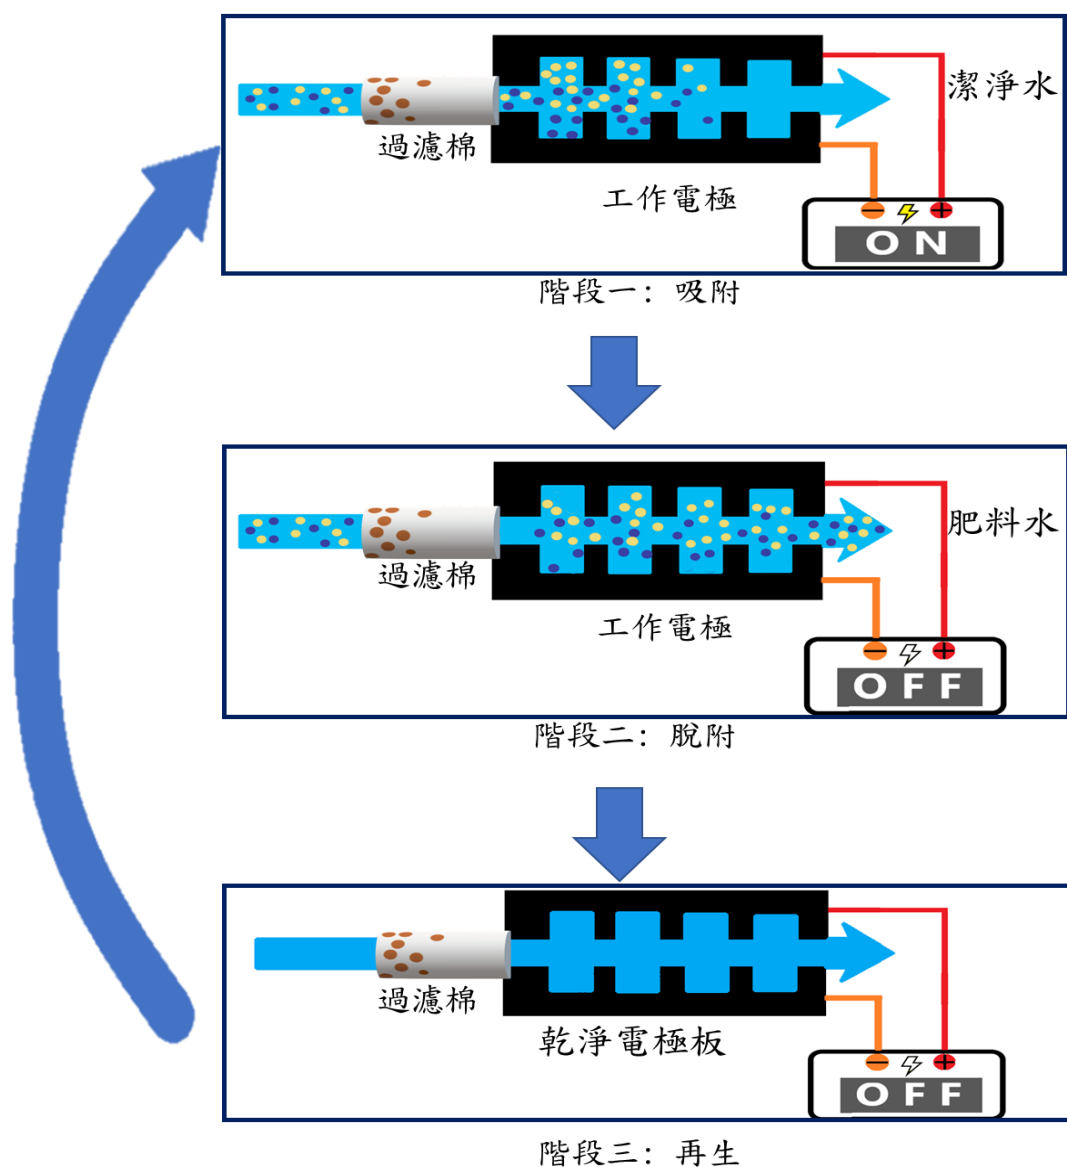 潔淨水
過濾棉
工作電極
− +
ON
階段一: 吸附
肥料水
過濾棉
工作電極
− +
OFF
階段二: 脫附
過濾棉
乾淨電極板
− +
OFF
階段三: 再生